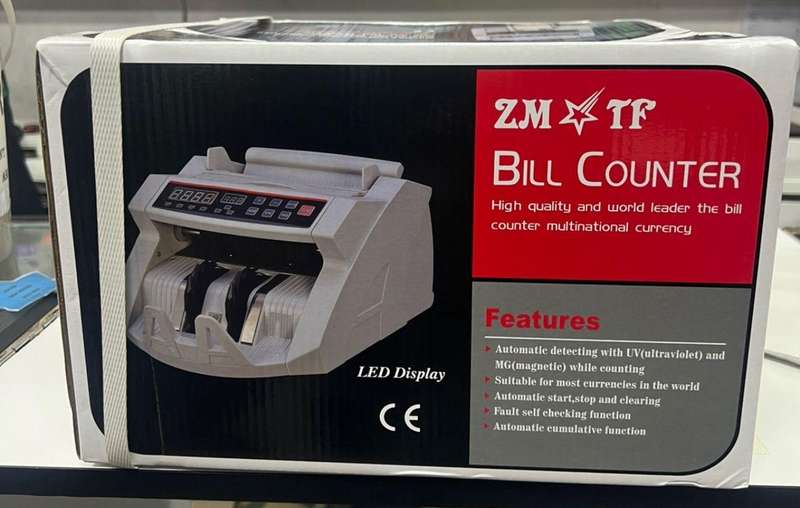 ZM TF
BILL COUNTER
High quality and world leader the bill
counter multinational currency
Features
Automatic detecting with UV(ultraviolet) and
MG(magnetic) while counting
Suitable for most currencies in the world
Automatic start,stop and clearing
Fault self checking function
Automatic cumulative function
LED Display
CE